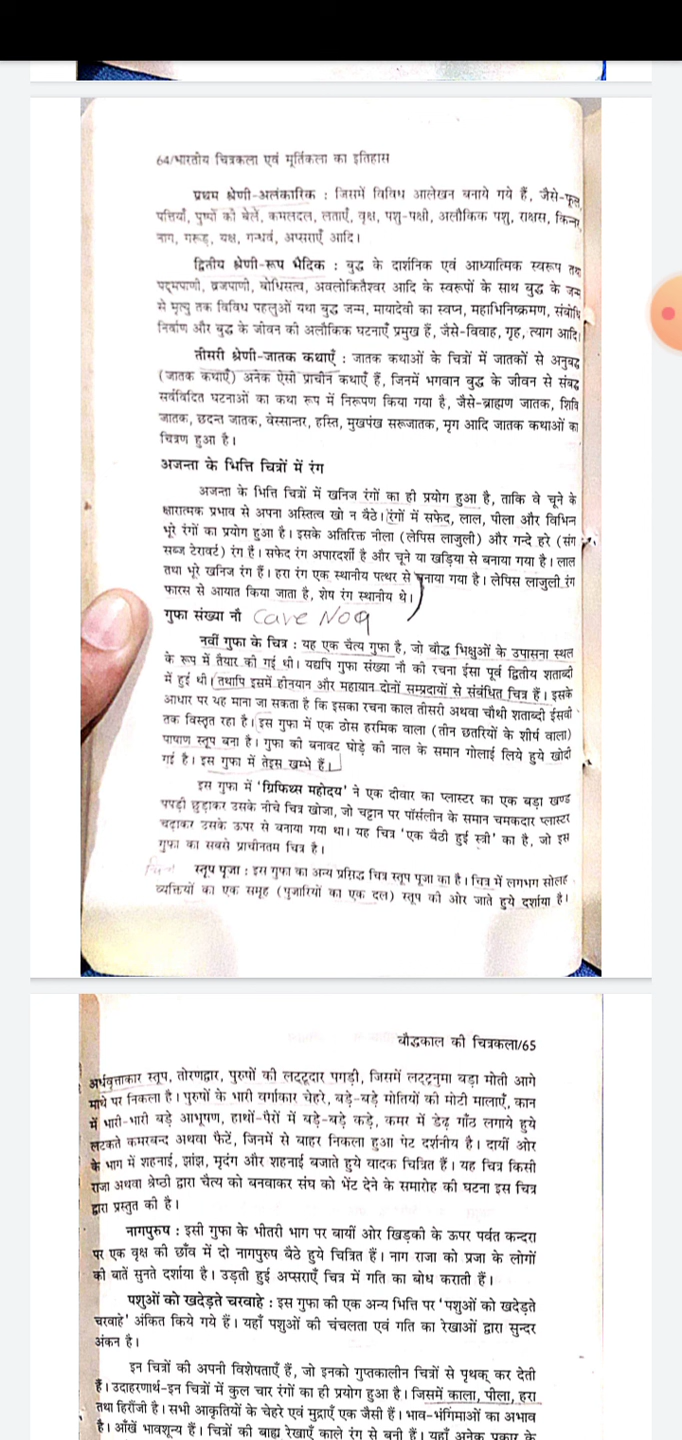 64/भारतीय चित्रकला एवं मूर्तिकला का इतिहास
प्रथम श्रेणी-अलंकारिक : जिसमें विविध आलेखन बनाये गये हैं, जैसे-फूल,
पत्तियाँ, पुष्पों की बेलें, कमलदल, लताएँ, वृक्ष, पशु-पक्षी, अलौकिक पशु, राक्षस, किन्नर,
नाग, गरूड़, यक्ष, गन्धर्व, अप्सराएँ आदि।
द्वितीय श्रेणी-रूप भैदिक : बुद्ध के दार्शनिक एवं आध्यात्मिक स्वरूप तथा
पद्मपाणी, व्रजपाणी, बोधिसत्व, अवलोकितेश्वर आदि के स्वरूपों के साथ बुद्ध के जन्म
से मृत्यु तक विविध पहलुओं यथा बुद्ध जन्म, मायादेवी का स्वप्न, महाभिनिष्क्रमण, संबोधि
निर्वाण और बुद्ध के जीवन की अलौकिक घटनाएँ प्रमुख हैं, जैसे-विवाह, गृह, त्याग आदि।
तीसरी श्रेणी-जातक कथाएँ : जातक कथाओं के चित्रों में जातकों से अनुबद्ध
(जातक कथाएँ) अनेक ऐसी प्राचीन कथाएँ हैं, जिनमें भगवान बुद्ध के जीवन से संबद्ध
सर्वविदित घटनाओं का कथा रूप में निरूपण किया गया है, जैसे-ब्राह्मण जातक, शिवि
जातक, छदन्त जातक, वेस्सान्तर, हस्ति, मुखपंख सरूजातक, मृग आदि जातक कथाओं का
चित्रण हुआ है।
अजन्ता के भित्ति चित्रों में रंग
अजन्ता के भित्ति चित्रों में खनिज रंगों का ही प्रयोग हुआ है, ताकि वे चूने के
क्षारात्मक प्रभाव से अपना अस्तित्व खो न बैठे। रंगों में सफेद, लाल, पीला और विभिन्न
भूरे रंगों का प्रयोग हुआ है। इसके अतिरिक्त नीला (लेपिस लाजुली) और गन्दे हरे (संग
सब्ज टेरावर्ट) रंग हैं। सफेद रंग अपारदर्शी है और चूने या खड़िया से बनाया गया है। लाल
तथा भूरे खनिज रंग हैं। हरा रंग एक स्थानीय पत्थर से बनाया गया है। लेपिस लाजुली रंग
फारस से आयात किया जाता है, शेष रंग स्थानीय थे।
गुफा संख्या नौ Cave No9
नवीं गुफा के चित्र : यह एक चैत्य गुफा है, जो बौद्ध भिक्षुओं के उपासना स्थल
के रूप में तैयार की गई थी। यद्यपि गुफा संख्या नौ की रचना ईसा पूर्व द्वितीय शताब्दी
में हुई थी। तथापि इसमें हीनयान और महायान दोनों सम्प्रदायों से संबंधित चित्र हैं। इसके
आधार पर यह माना जा सकता है कि इसका रचना काल तीसरी अथवा चौथी शताब्दी ईसवी
तक विस्तृत रहा है। इस गुफा में एक ठोस हरमिक वाला (तीन छतरियों के शीर्ष वाला)
पाषाण स्तूप बना है। गुफा की बनावट घोड़े की नाल के समान गोलाई लिये हुये खोदी
गई है। इस गुफा में तेइस खम्भे हैं।
इस गुफा में 'ग्रिफिथ्स महोदय' ने एक दीवार का प्लास्टर का एक बड़ा खण्ड
पपड़ी छुड़ाकर उसके नीचे चित्र खोजा, जो चट्टान पर पॉर्सलीन के समान चमकदार प्लास्टर
चढ़ाकर उसके ऊपर से बनाया गया था। यह चित्र 'एक बैठी हुई स्त्री' का है, जो इस
गुफा का सबसे प्राचीनतम चित्र है।
स्तूप पूजा : इस गुफा का अन्य प्रसिद्ध चित्र स्तूप पूजा का है। चित्र में लगभग सोलह
व्यक्तियों का एक समूह (पुजारियों का एक दल) स्तूप की ओर जाते हुये दर्शाया है।
बौद्धकाल की चित्रकला/65
अर्धवृत्ताकार स्तूप, तोरणद्वार, पुरुषों की लट्टूदार पगड़ी, जिसमें लट्टूनुमा बड़ा मोती आगे
माथे पर निकला है। पुरुषों के भारी वर्गाकार चेहरे, बड़े-बड़े मोतियों की मोटी मालाएँ, कान
में भारी-भारी बड़े आभूषण, हाथों-पैरों में बड़े-बड़े कड़े, कमर में डेढ़ गाँठ लगाये हुये
लटकते कमरबन्द अथवा फैटें, जिनमें से बाहर निकला हुआ पेट दर्शनीय है। दायीं ओर
के भाग में शहनाई, झांझ, मृदंग और शहनाई बजाते हुये वादक चित्रित हैं। यह चित्र किसी
राजा अथवा श्रेष्ठी द्वारा चैत्य को बनवाकर संघ को भेंट देने के समारोह की घटना इस चित्र
द्वारा प्रस्तुत की है।
नागपुरुष : इसी गुफा के भीतरी भाग पर बायीं ओर खिड़की के ऊपर पर्वत कन्दरा
पर एक वृक्ष की छाँव में दो नागपुरुष बैठे हुये चित्रित हैं। नाग राजा को प्रजा के लोगों
की बातें सुनते दर्शाया है। उड़ती हुई अप्सराएँ चित्र में गति का बोध कराती हैं।
पशुओं को खदेड़ते चरवाहे : इस गुफा की एक अन्य भित्ति पर 'पशुओं को खदेड़ते
चरवाहे' अंकित किये गये हैं। यहाँ पशुओं की चंचलता एवं गति का रेखाओं द्वारा सुन्दर
अंकन है।
इन चित्रों की अपनी विशेषताएँ हैं, जो इनको गुप्तकालीन चित्रों से पृथक् कर देती
हैं। उदाहरणार्थ-इन चित्रों में कुल चार रंगों का ही प्रयोग हुआ है। जिसमें काला, पीला, हरा
तथा हिरौंजी है। सभी आकृतियों के चेहरे एवं मुद्राएँ एक जैसी हैं। भाव-भंगिमाओं का अभाव
है। आँखें भावशून्य हैं। चित्रों की बाह्य रेखाएँ काले रंग से बनी हैं। यहाँ अनेक प्रकार के